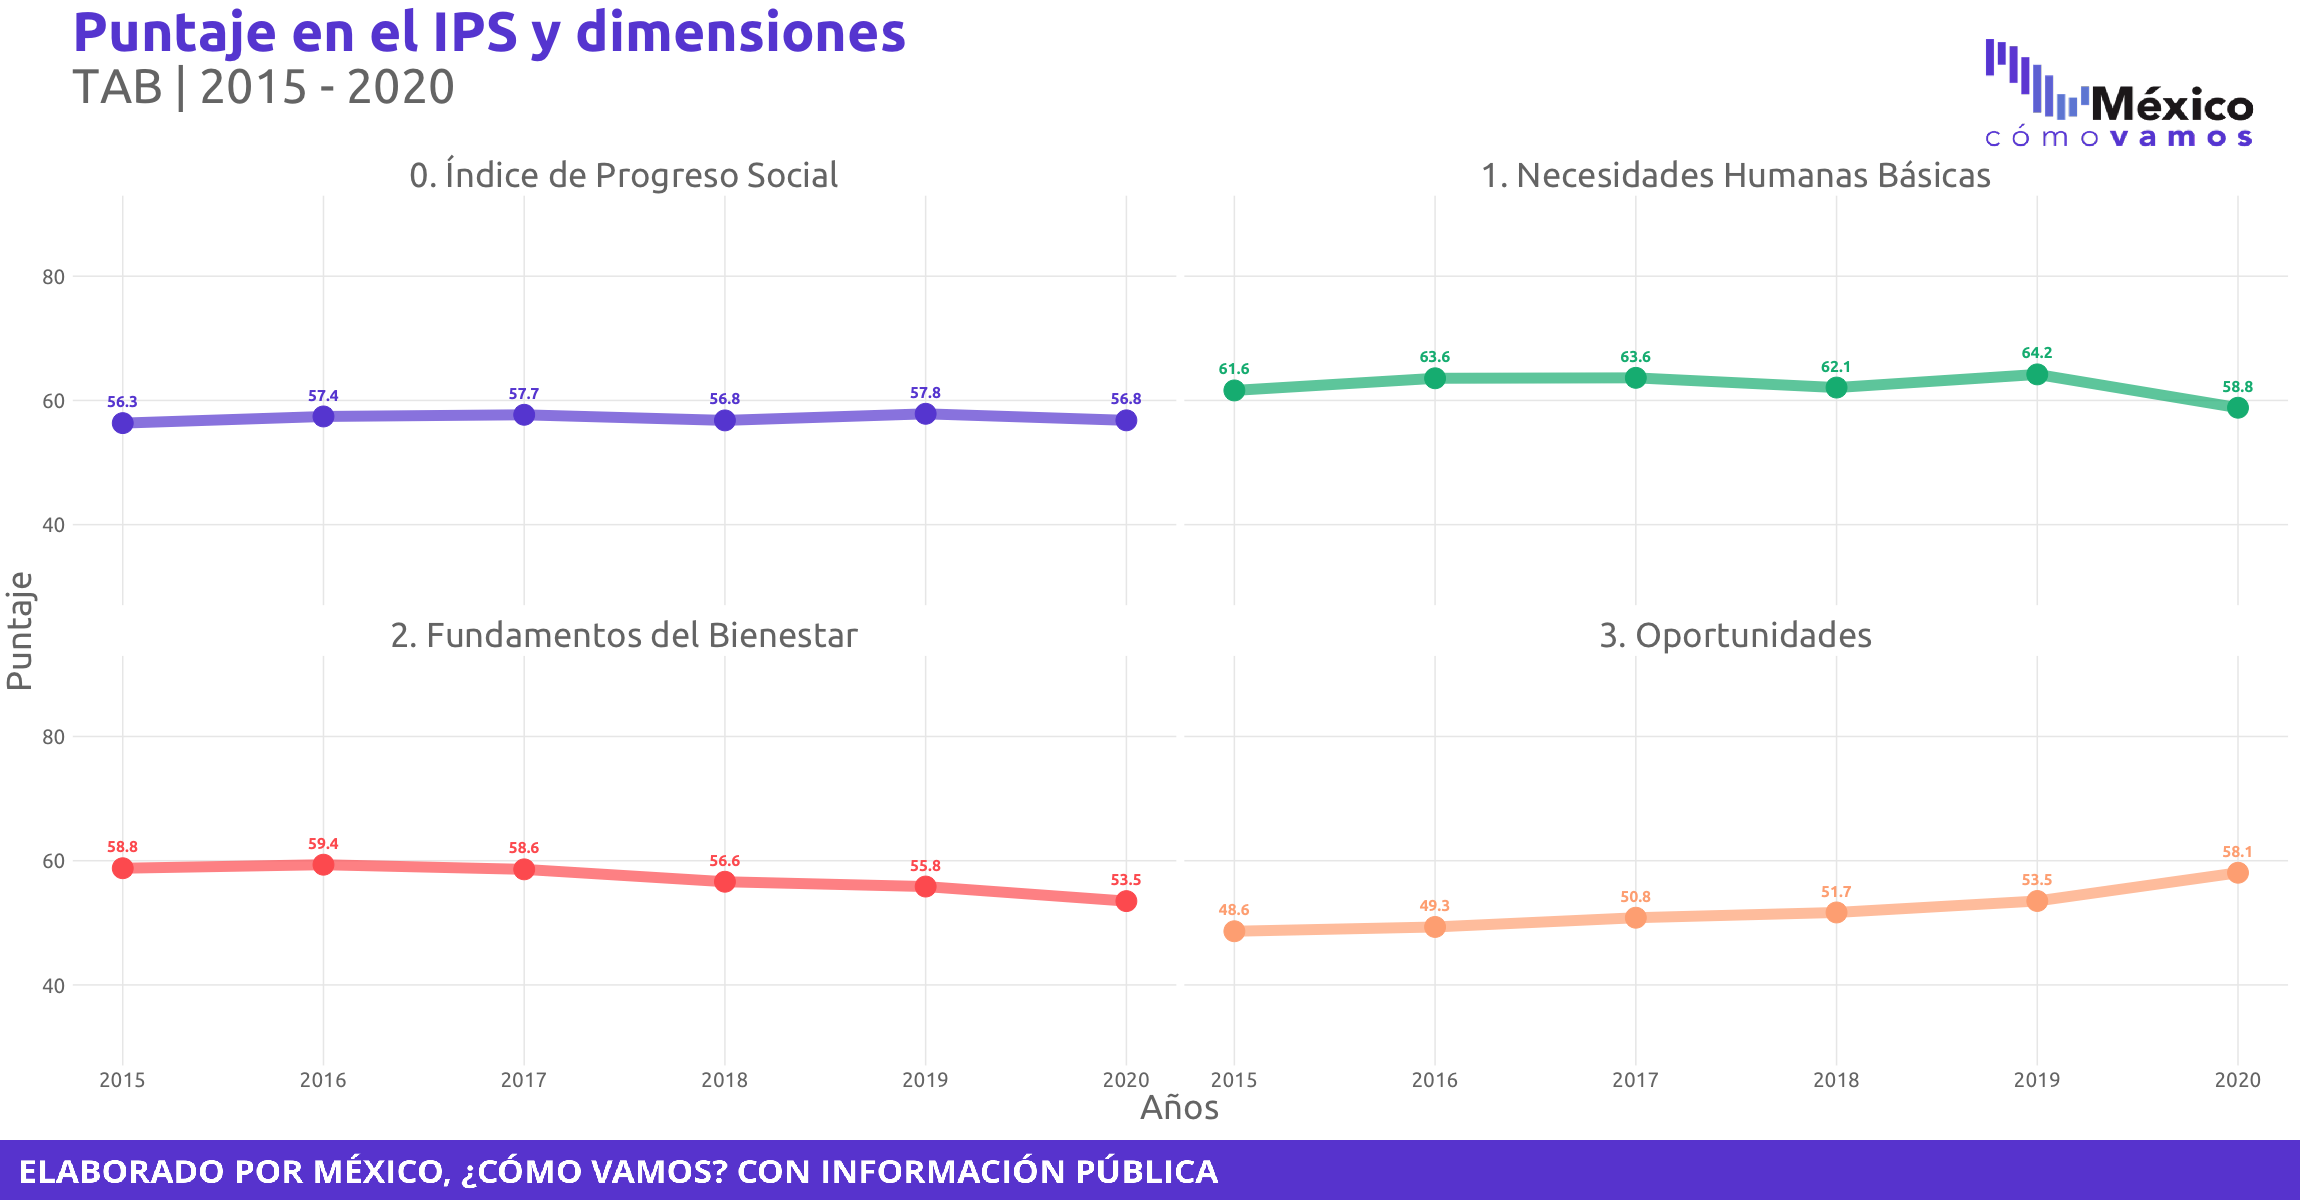 Puntaje en el IPS y dimensiones
TAB | 2015 - 2020
México
cómovamos
0. Índice de Progreso Social
1. Necesidades Humanas Básicas
80
60
40
56.3
57.4
57.7
56.8
57.8
56.8
61.6
63.6
63.6
62.1
64.2
58.8
Puntaje
2. Fundamentos del Bienestar
3. Oportunidades
80
60
40
58.8
59.4
58.6
56.6
55.8
53.5
48.6
49.3
50.8
51.7
53.5
58.1
2015 2016 2017 2018 2019 2020 2015 2016 2017 2018 2019 2020
Años
ELABORADO POR MÉXICO, ¿CÓMO VAMOS? CON INFORMACIÓN PÚBLICA